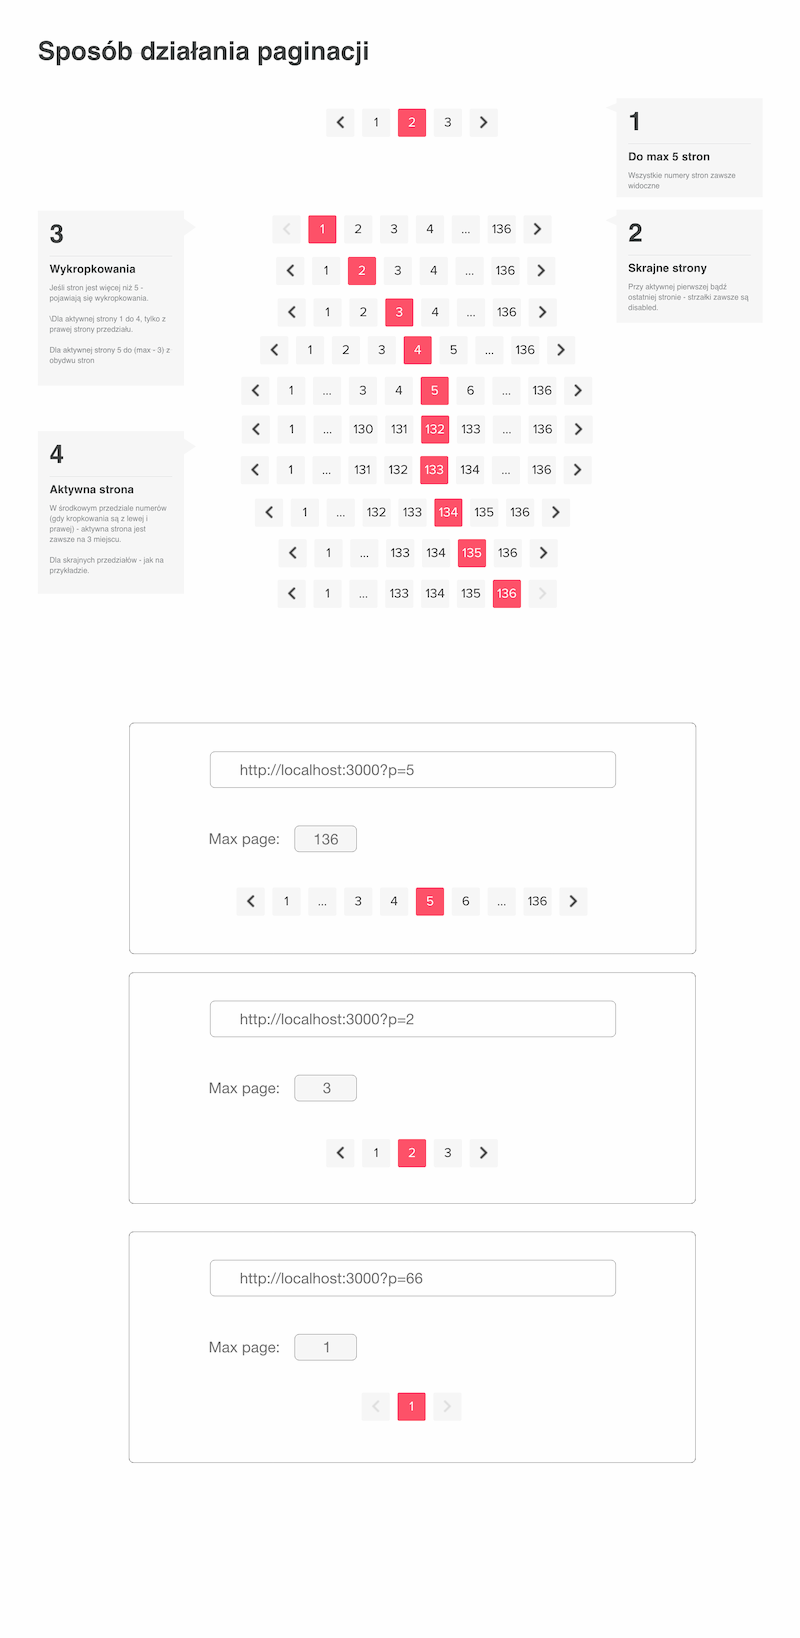 Sposób działania paginacji
1 2 3
1
Do max 5 stron
Wszystkie numery stron zawsze
widoczne
3
Wykropkowania
Jeśli stron jest więcej niż 5 -
pojawiają się wykropkowania.
\Dla aktywnej strony 1 do 4, tylko z
prawej strony przedziału.
Dla aktywnej strony 5 do (max - 3) z
obydwu stron
1 2 3 4 ... 136
1 2 3 4 ... 136
1 2 3 4 ... 136
1 2 3 4 5 ... 136
1 ... 3 4 5 6 ... 136
1 ... 130 131 132 133 ... 136
1 ... 131 132 133 134 ... 136
1 ... 132 133 134 135 136
1 ... 133 134 135 136
1 ... 133 134 135 136
2
Skrajne strony
Przy aktywnej pierwszej bądź
ostatniej stronie - strzałki zawsze są
disabled.
4
Aktywna strona
W środkowym przedziale numerów
(gdy kropkowania są z lewej i
prawej) - aktywna strona jest
zawsze na 3 miejscu.
Dla skrajnych przedziałów - jak na
przykładzie.
http://localhost:3000?p=5
Max page: 136
1 ... 3 4 5 6 ... 136
http://localhost:3000?p=2
Max page: 3
1 2 3
http://localhost:3000?p=66
Max page: 1
1